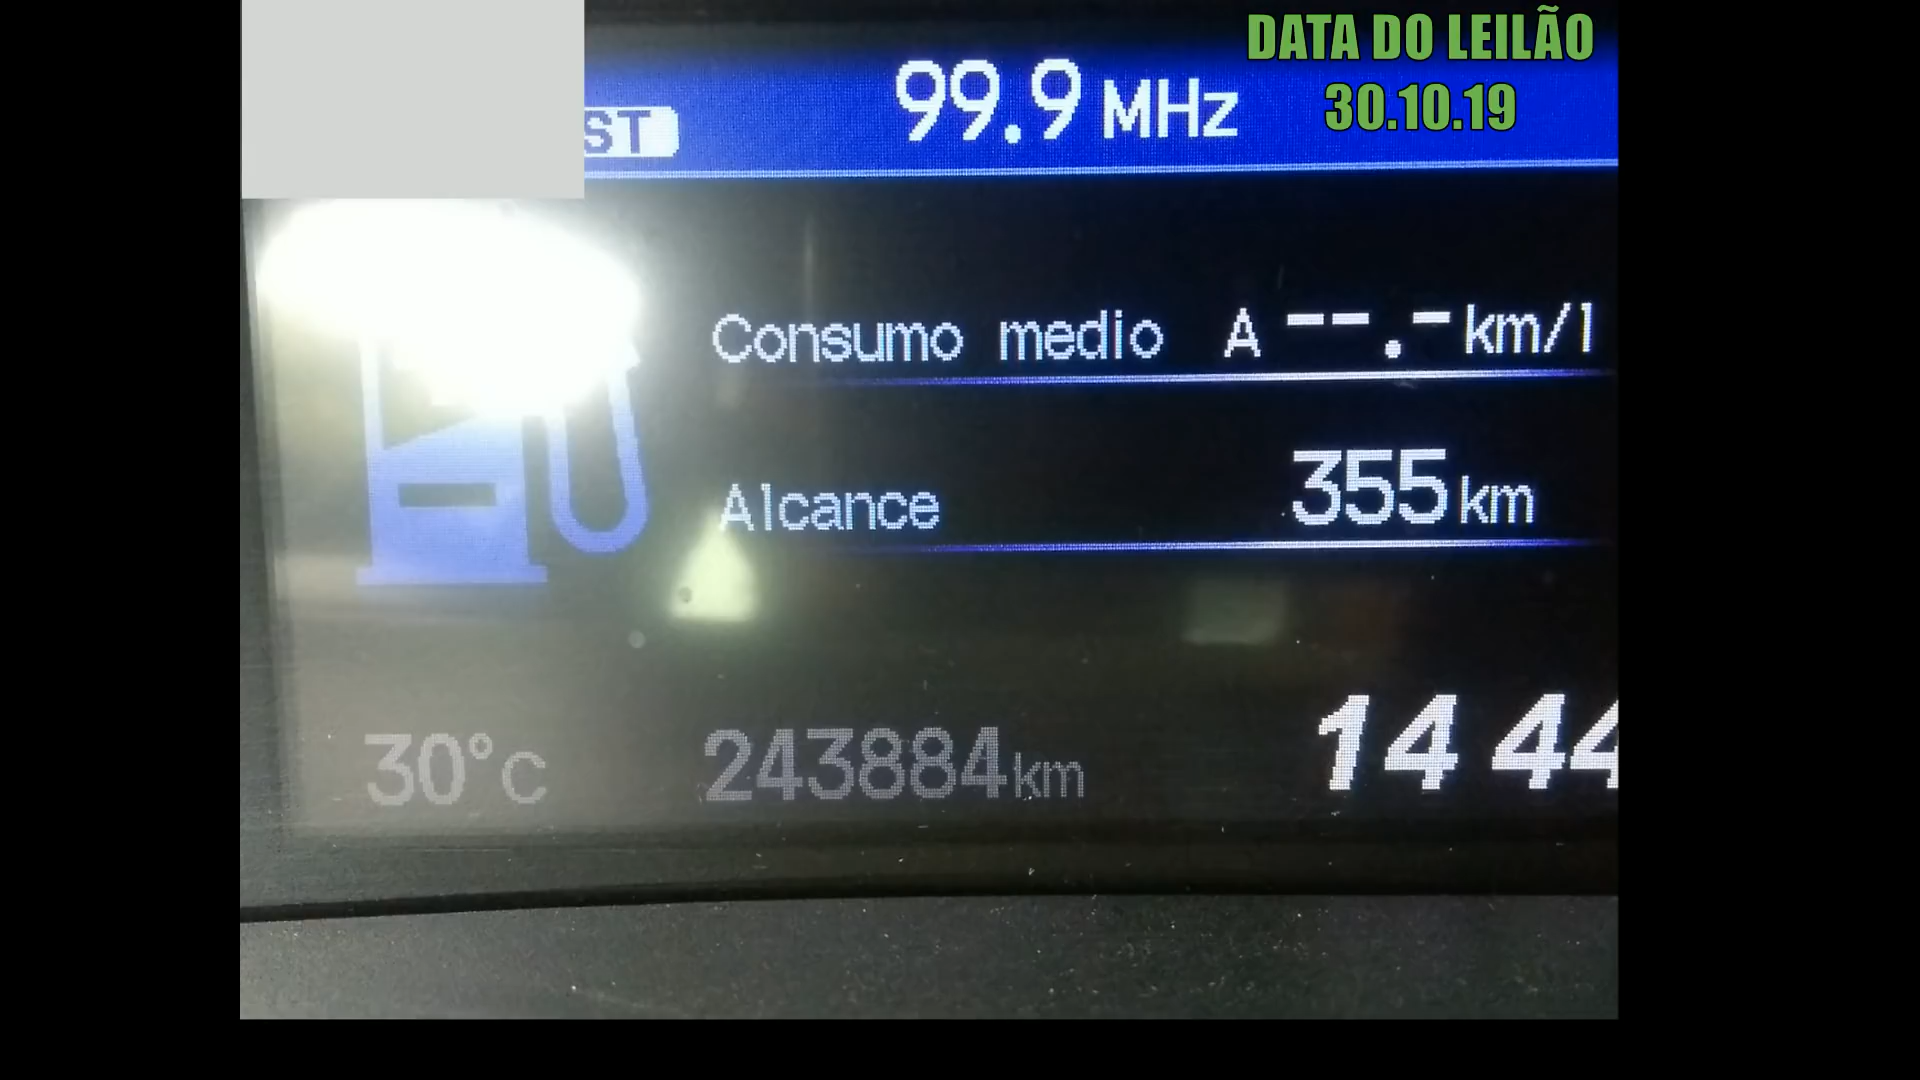 DATA DO LEILÃO
30.10.19
ST
99.9 MHz
Consumo medio A --.- km/l
Alcance 355 km
30°C 243884 km 14 44